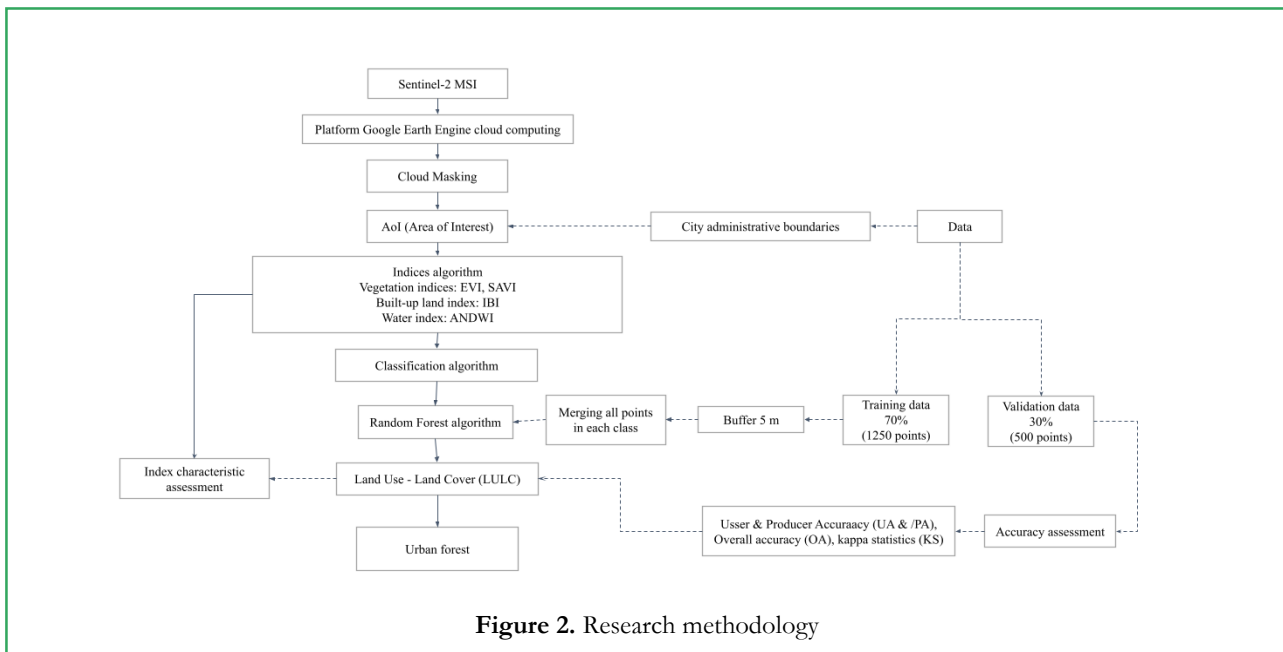 Sentinel-2 MSI
Platform Google Earth Engine cloud computing
Cloud Masking
AoI (Area of Interest)
City administrative boundaries
Data
Indices algorithm
Vegetation indices: EVI, SAVI
Built-up land index: IBI
Water index: ANDWI
Classification algorithm
Random Forest algorithm
Merging all points
in each class
Buffer 5 m
Training data
70%
(1250 points)
Validation data
30%
(500 points)
Index characteristic
assessment
Land Use - Land Cover (LULC)
Usser & Producer Accuraacy (UA & /PA),
Overall accuracy (OA), kappa statistics (KS)
Accuracy assessment
Urban forest
Figure 2. Research methodology